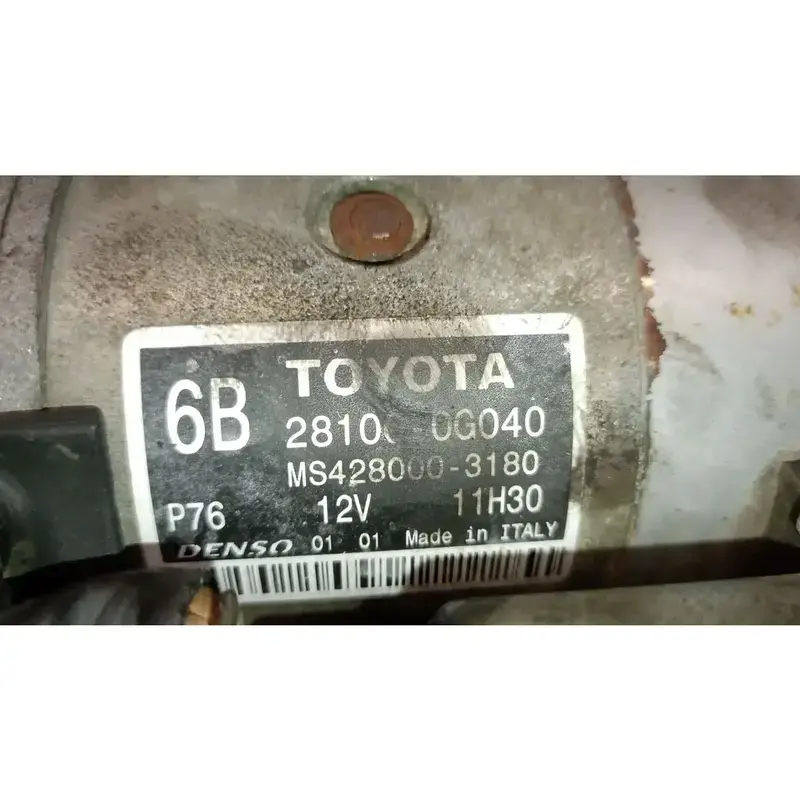 6B TOYOTA
28100-0G040
MS428000-3180
P76 12V 11H30
DENSO 01 01 Made in ITALY